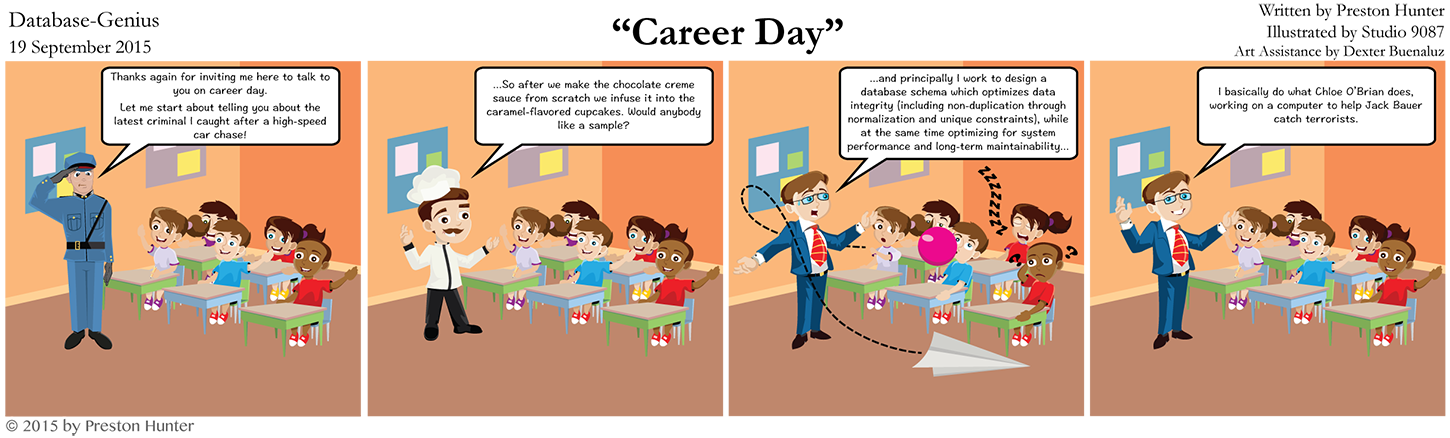 Database-Genius
19 September 2015
“Career Day”
Written by Preston Hunter
Illustrated by Studio 9087
Art Assistance by Dexter Buenaluz
Thanks again for inviting me here to talk to
you on career day.
Let me start about telling you about the
latest criminal I caught after a high-speed
car chase!
...So after we make the chocolate creme
sauce from scratch we infuse it into the
caramel-flavored cupcakes. Would anybody
like a sample?
...and principally I work to design a
database schema which optimizes data
integrity (including non-duplication through
normalization and unique constraints), while
at the same time optimizing for system
performance and long-term maintainability...
zzzzzzzz
? ?
I basically do what Chloe O'Brian does,
working on a computer to help Jack Bauer
catch terrorists.
© 2015 by Preston Hunter